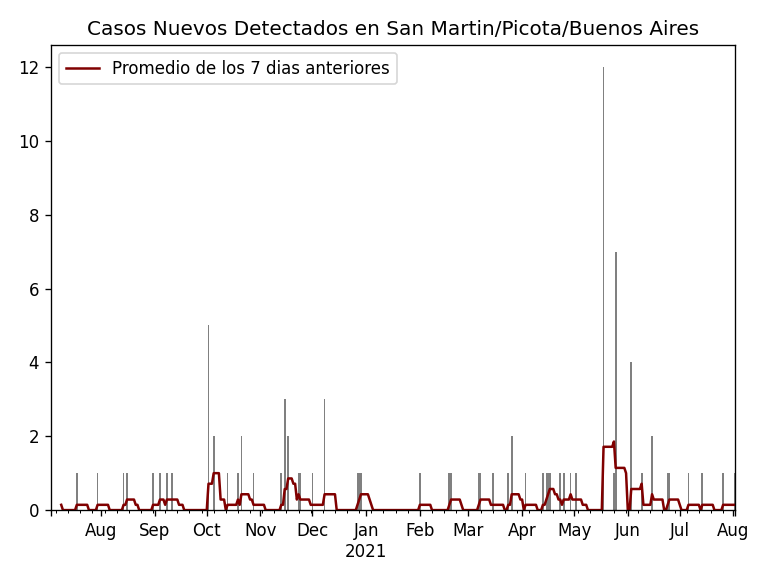 Casos Nuevos Detectados en San Martin/Picota/Buenos Aires
Promedio de los 7 dias anteriores
12
10
8
6
4
2
0
Aug Sep Oct Nov Dec Jan Feb Mar Apr May Jun Jul Aug
2021